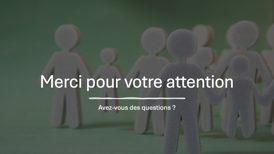 Merci pour votre attention
Avez-vous des questions ?